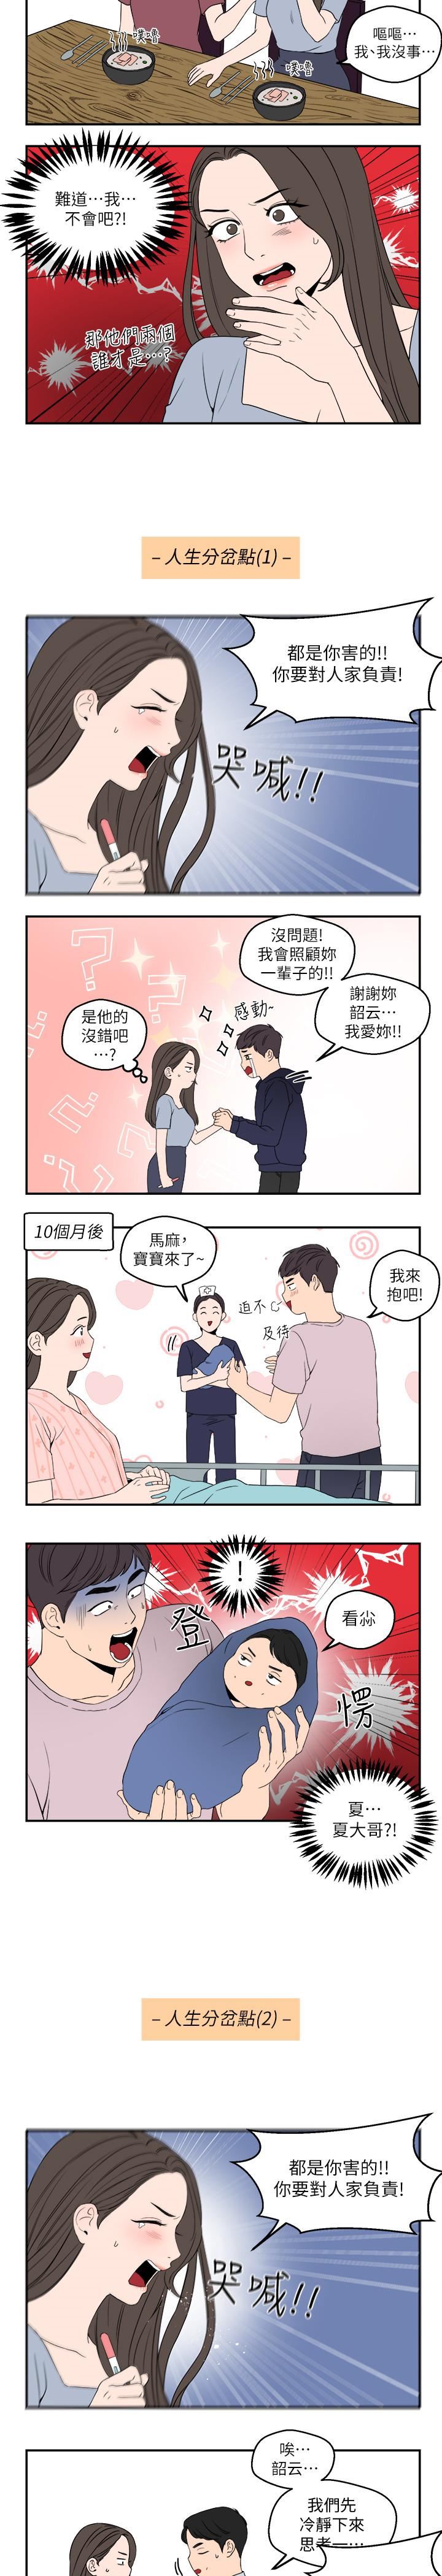 嘔嘔…
我、我沒事…
噗嚕
噗嚕
難道…我…
不會吧?!
那他們兩個
誰才是…?
– 人生分岔點(1) –
都是你害的!!
你要對人家負責!
哭喊!!
沒問題!
我會照顧妳
一輩子的!!
感動~
謝謝妳
韶云…
我愛妳!!
是他的
沒錯吧
…?
10個月後
馬麻，
寶寶來了~
迫不
及待
我來
抱吧!
!
登
看尛
愣
夏…
夏大哥?!
– 人生分岔點(2) –
都是你害的!!
你要對人家負責!
哭喊!!
唉…
韶云…
我們先
冷靜下來
思考一…